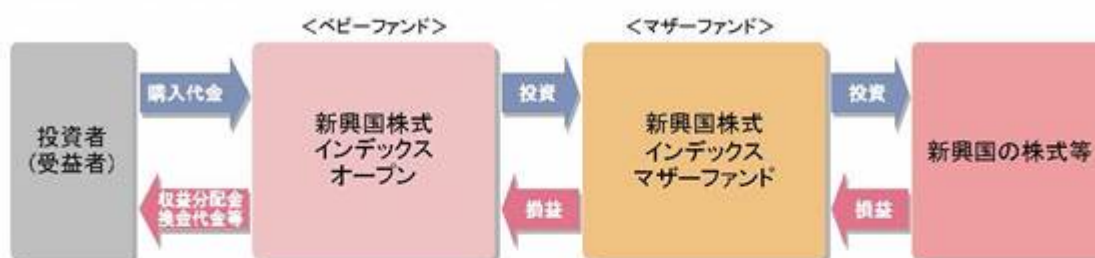 <ベビーファンド>
<マザーファンド>
投資者
(受益者)
購入代金
収益分配金
換金代金等
新興国株式
インデックス
オープン
投資
損益
新興国株式
インデックス
マザーファンド
投資
損益
新興国の株式等